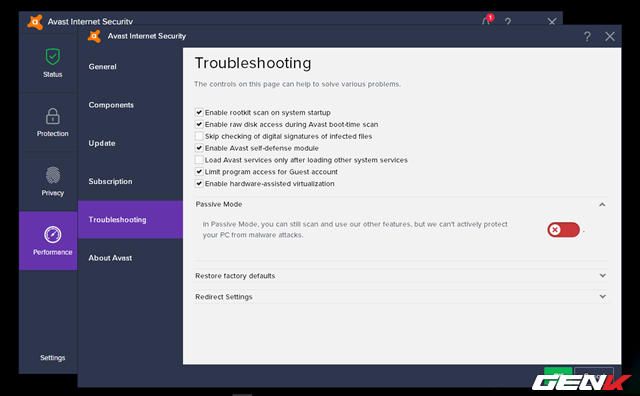 Avast Internet Security
1
?
Avast Internet Security
?
Status
Protection
Privacy
Performance
Settings
General
Components
Update
Subscription
Troubleshooting
About Avast
Troubleshooting
The controls on this page can help to solve various problems.
Enable rootkit scan on system startup
Enable raw disk access during Avast boot-time scan
Skip checking of digital signatures of infected files
Enable Avast self-defense module
Load Avast services only after loading other system services
Limit program access for Guest account
Enable hardware-assisted virtualization
Passive Mode
In Passive Mode, you can still scan and use our other features, but we can't actively protect
your PC from malware attacks.
Restore factory defaults
Redirect Settings
GENK